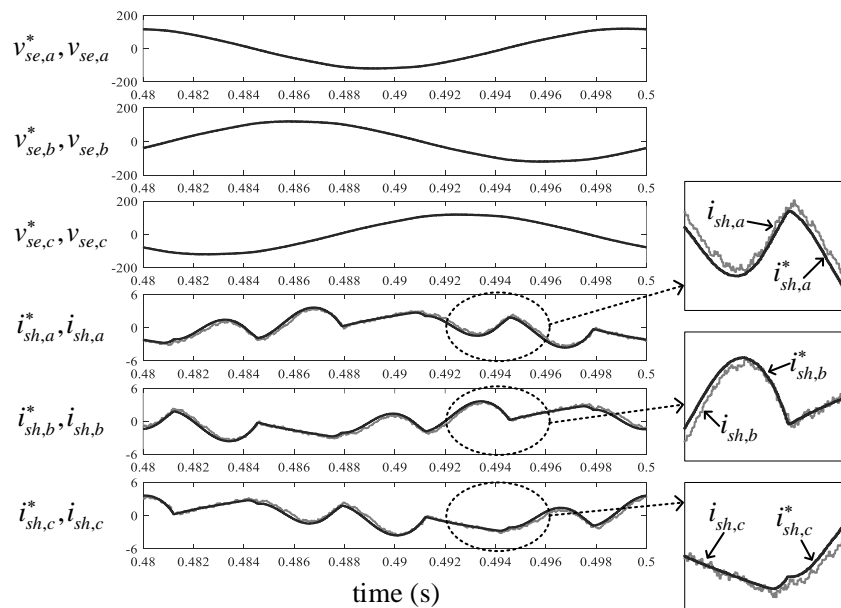 200
0
-200
v*se,a, vse,a
0.48 0.482 0.484 0.486 0.488 0.49 0.492 0.494 0.496 0.498 0.5
100
0
-100
v*se,b, vse,b
0.48 0.482 0.484 0.486 0.488 0.49 0.492 0.494 0.496 0.498 0.5
200
0
200
v*se,c, vse,c
0.48 0.482 0.484 0.486 0.488 0.49 0.492 0.494 0.496 0.498 0.5
6
0
-6
i*sh,a, ish,a
0.48 0.482 0.484 0.486 0.488 0.49 0.492 0.494 0.496 0.498 0.5
6
0
-6
i*sh,b, ish,b
0.48 0.482 0.484 0.486 0.488 0.49 0.492 0.494 0.496 0.498 0.5
6
0
-6
i*sh,c, ish,c
0.48 0.482 0.484 0.486 0.488 0.49 0.492 0.494 0.496 0.498 0.5
time (s)
ish,a
i*sh,a
i*sh,b
ish,b
ish,c
i*sh,c